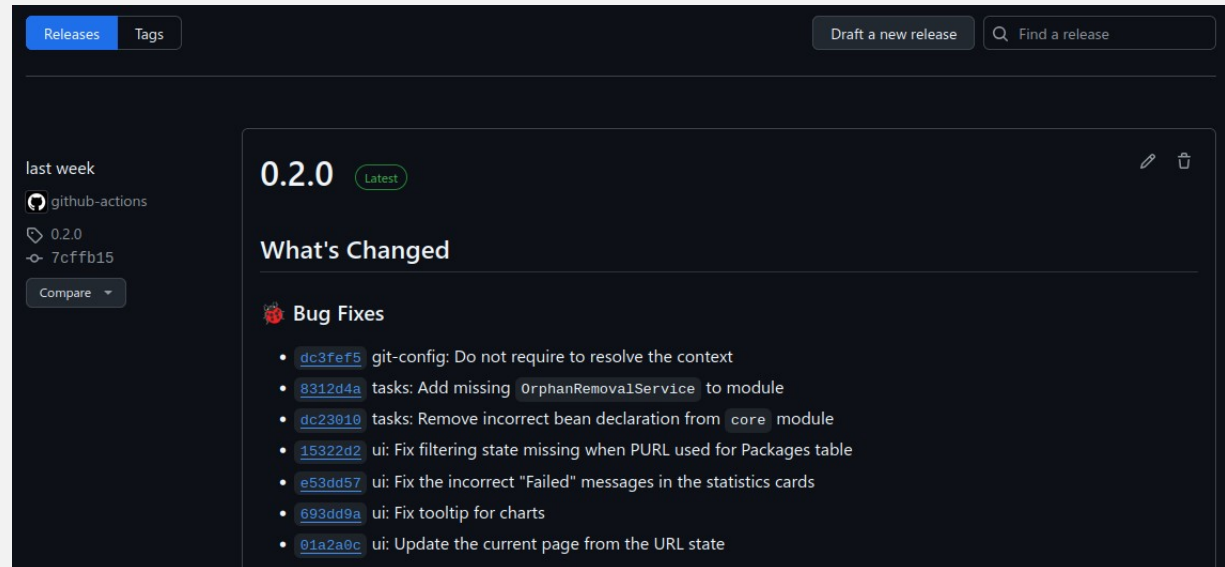 Releases Tags Draft a new release Find a release
last week
github-actions
0.2.0
7cffb15
Compare
0.2.0 Latest
What's Changed
Bug Fixes
dc3fef5 git-config: Do not require to resolve the context
8312d4a tasks: Add missing OrphanRemovalService to module
dc23010 tasks: Remove incorrect bean declaration from core module
15322d2 ui: Fix filtering state missing when PURL used for Packages table
e53dd57 ui: Fix the incorrect "Failed" messages in the statistics cards
693dd9a ui: Fix tooltip for charts
01a2a0c ui: Update the current page from the URL state